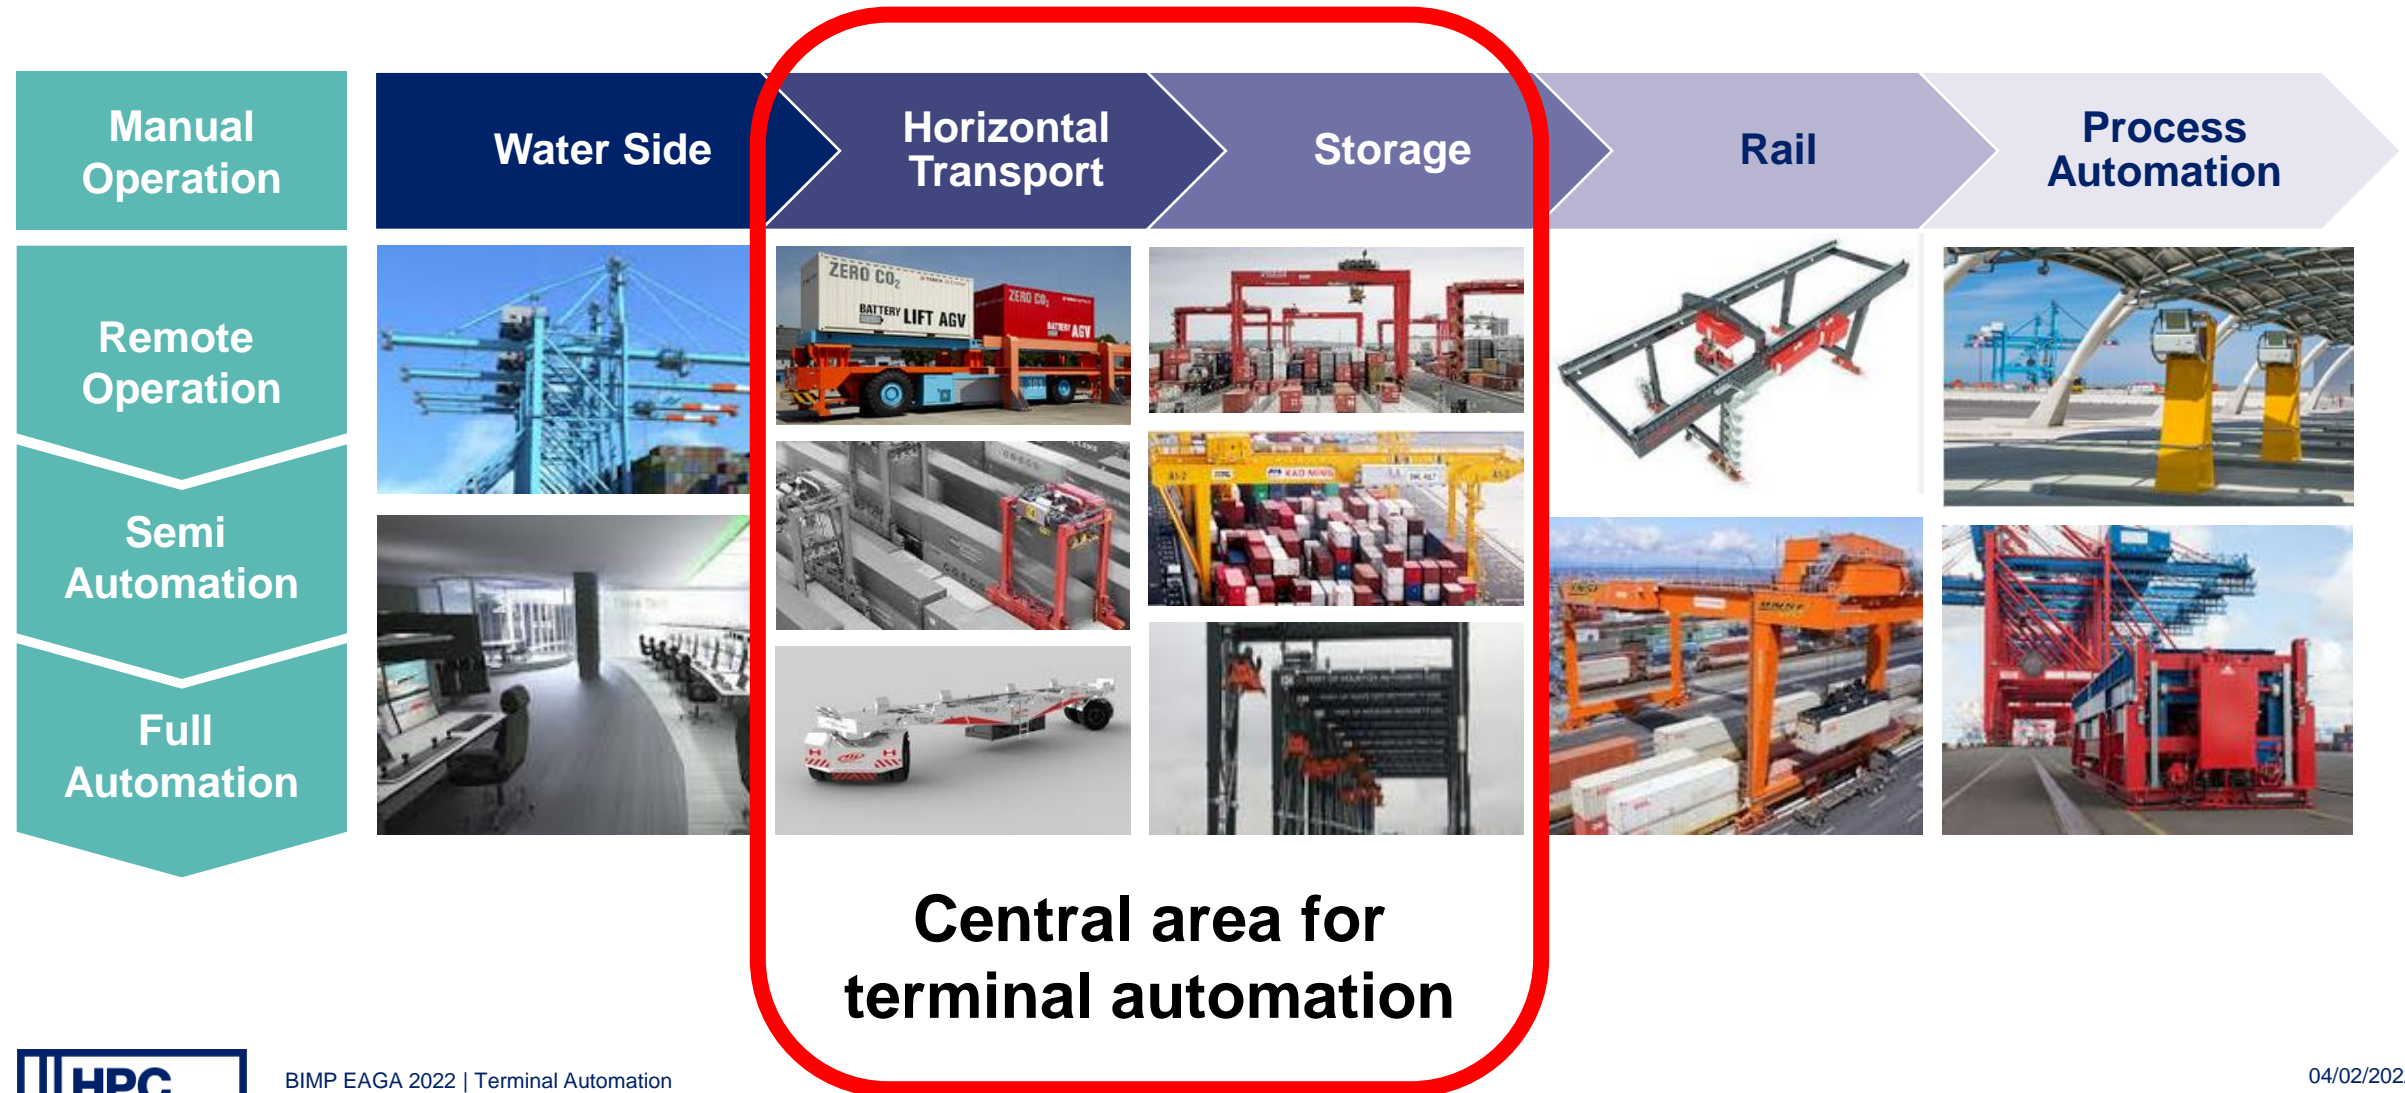 Manual
Operation
Water Side
Horizontal
Transport
Storage
Rail
Process
Automation
Remote
Operation
Semi
Automation
Full
Automation
ZERO CO₂
BATTERY LIFT AGV
ZERO CO₂
BATTERY AGV
KAO MING
Central area for
terminal automation
HPC
BIMP EAGA 2022 | Terminal Automation
04/02/202